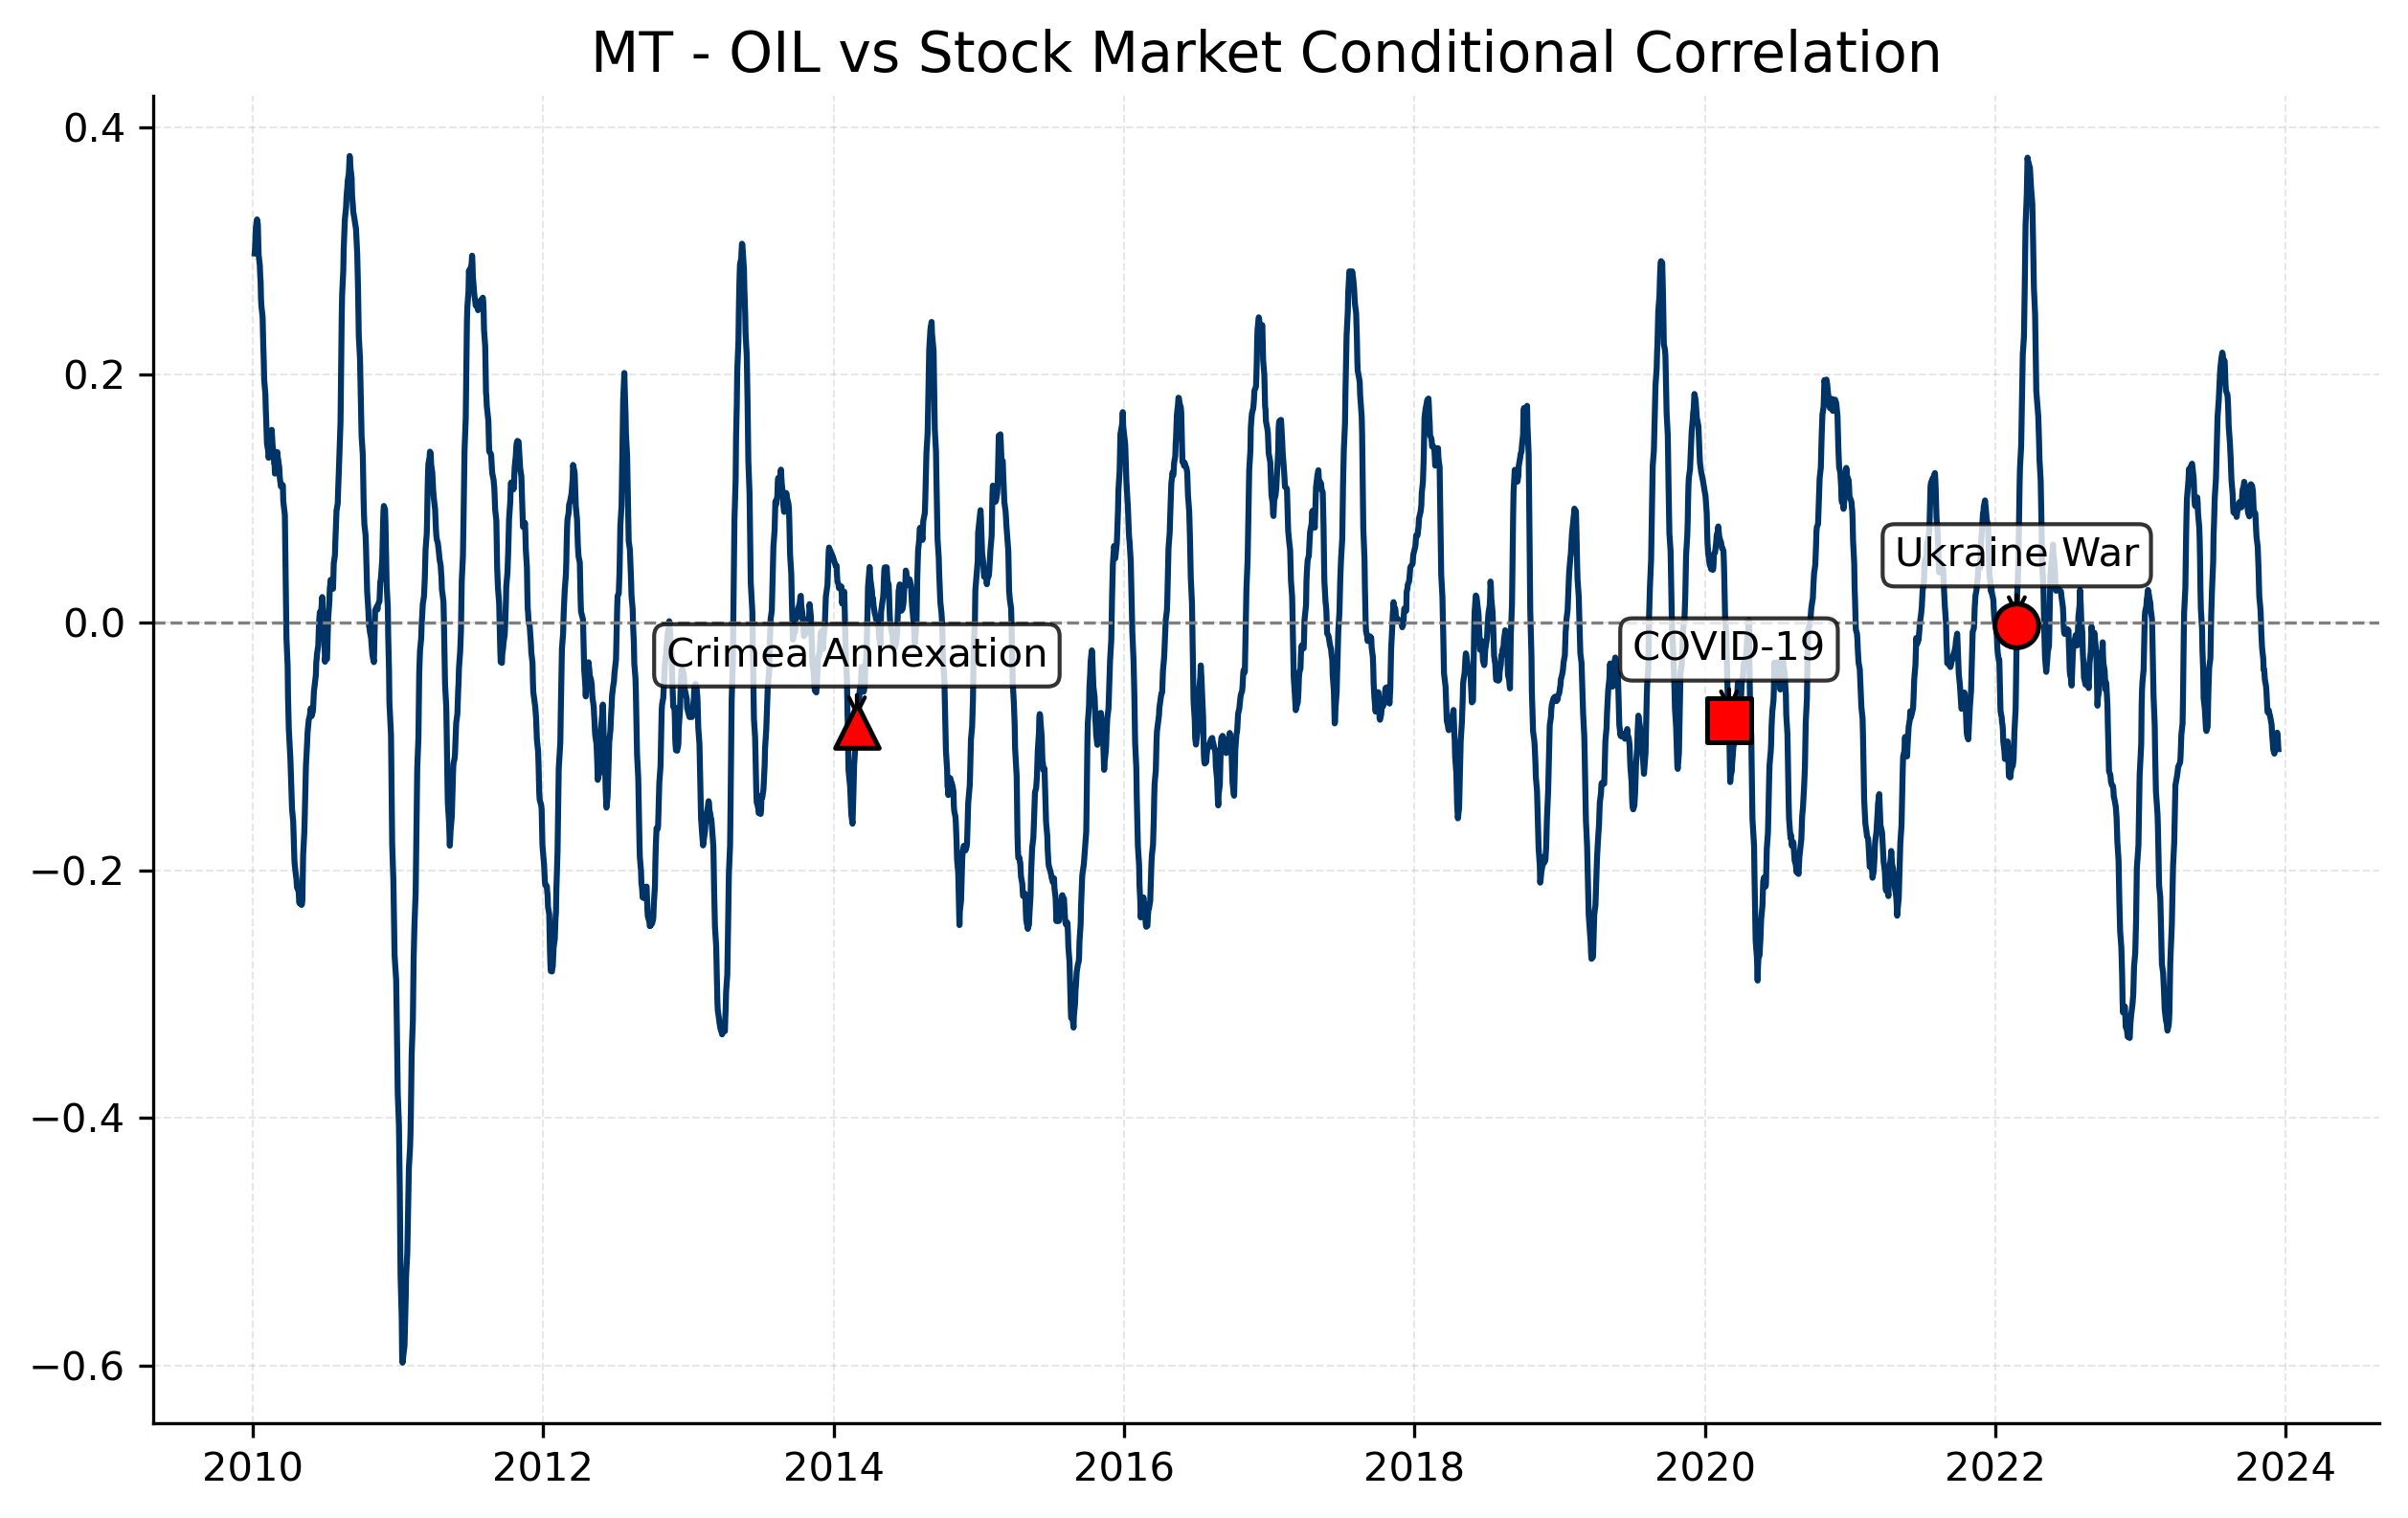 MT - OIL vs Stock Market Conditional Correlation
0.4
0.2
0.0
−0.2
−0.4
−0.6
Crimea Annexation
COVID-19
Ukraine War
2010 2012 2014 2016 2018 2020 2022 2024